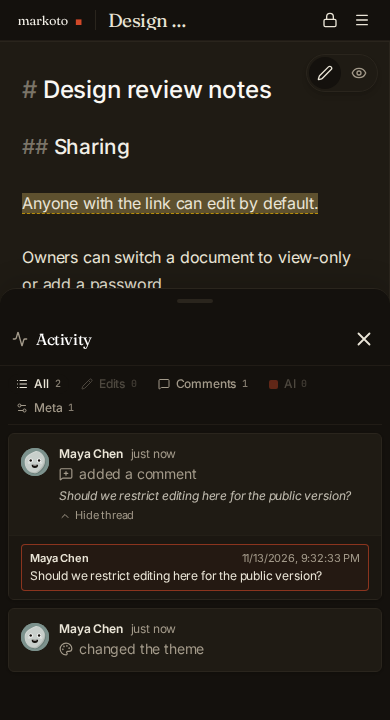 markoto
Design ...
# Design review notes
## Sharing
Anyone with the link can edit by default.
Owners can switch a document to view-only
or add a password
Activity
All 2 Edits 0 Comments 1 AI 0
Meta 1
Maya Chen just now
added a comment
Should we restrict editing here for the public version?
Hide thread
Maya Chen 11/13/2026, 9:32:33 PM
Should we restrict editing here for the public version?
Maya Chen just now
changed the theme